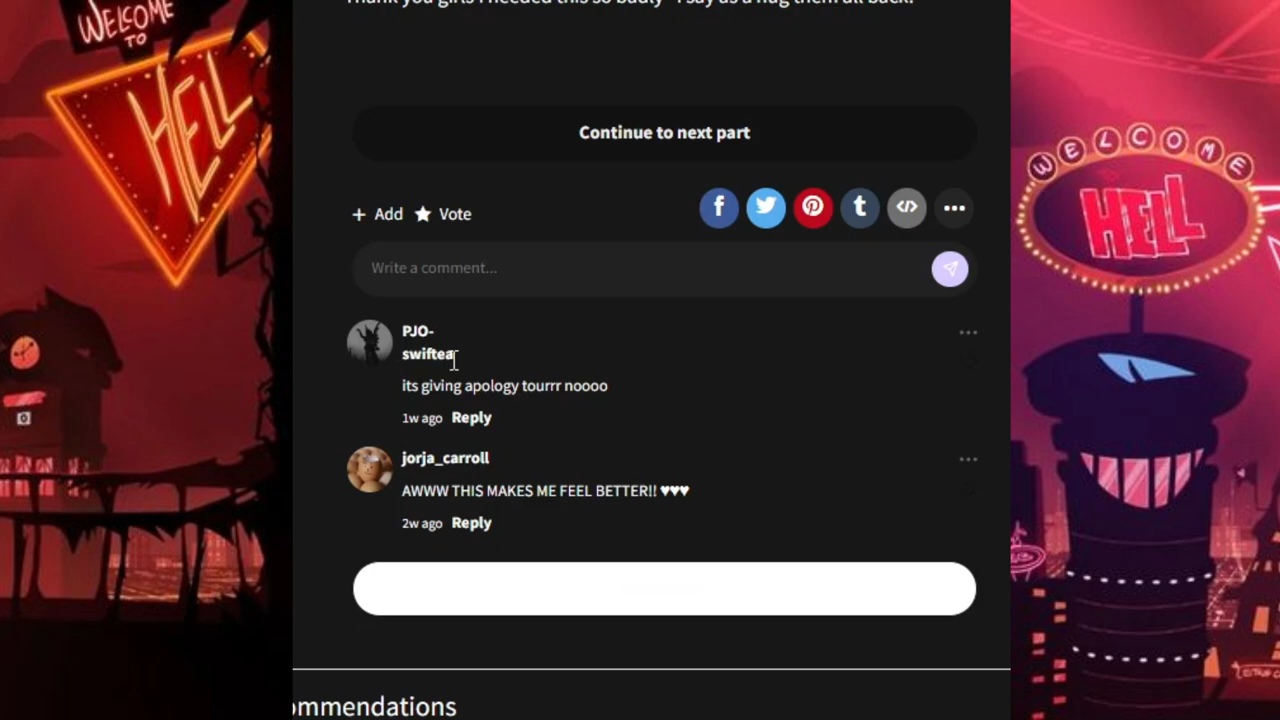 WELCOME
TO
HELL
Continue to next part
+ Add ★ Vote
Write a comment...
PJO-
swiftea
its giving apology tourrr noooo
1w ago Reply
jorja_carroll
AWWW THIS MAKES ME FEEL BETTER!! ♥♥♥
2w ago Reply
ommendations
WELCOME
HELL